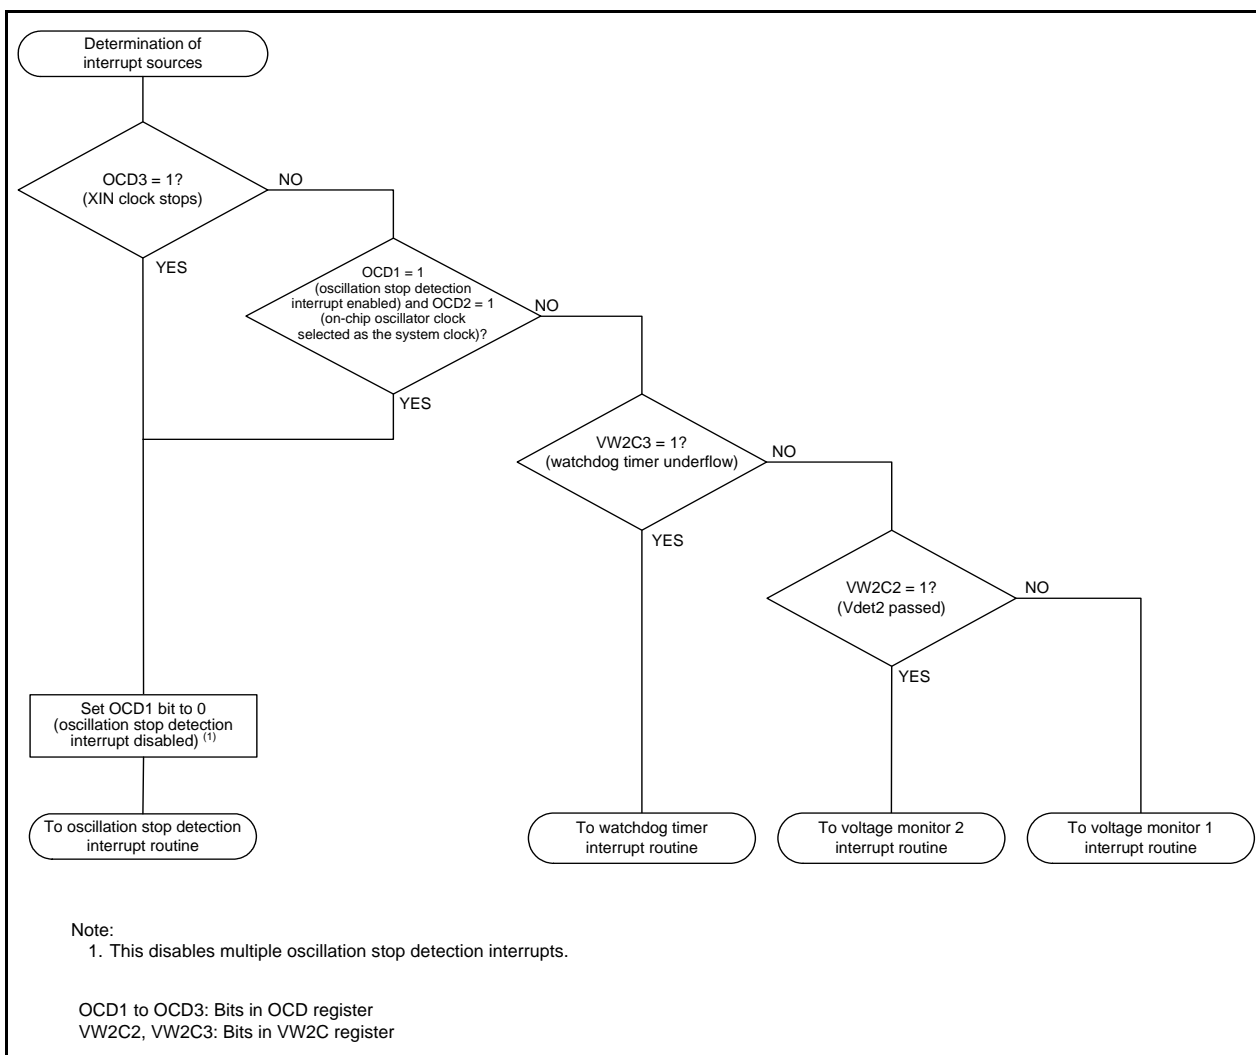 Determination of
interrupt sources
OCD3 = 1?
(XIN clock stops)
NO
YES
OCD1 = 1
(oscillation stop detection
interrupt enabled) and OCD2 = 1
(on-chip oscillator clock
selected as the system clock)?
NO
YES
VW2C3 = 1?
(watchdog timer underflow)
NO
YES
VW2C2 = 1?
(Vdet2 passed)
NO
YES
Set OCD1 bit to 0
(oscillation stop detection
interrupt disabled) (1)
To oscillation stop detection
interrupt routine
To watchdog timer
interrupt routine
To voltage monitor 2
interrupt routine
To voltage monitor 1
interrupt routine
Note:
1. This disables multiple oscillation stop detection interrupts.
OCD1 to OCD3: Bits in OCD register
VW2C2, VW2C3: Bits in VW2C register